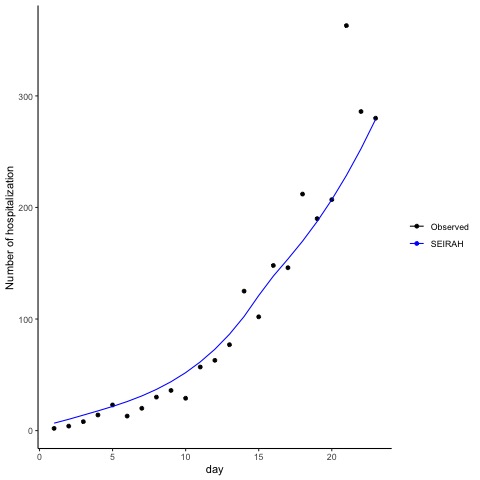 Number of hospitalization
300
200
100
0
0 5 10 15 20
day
Observed
SEIRAH